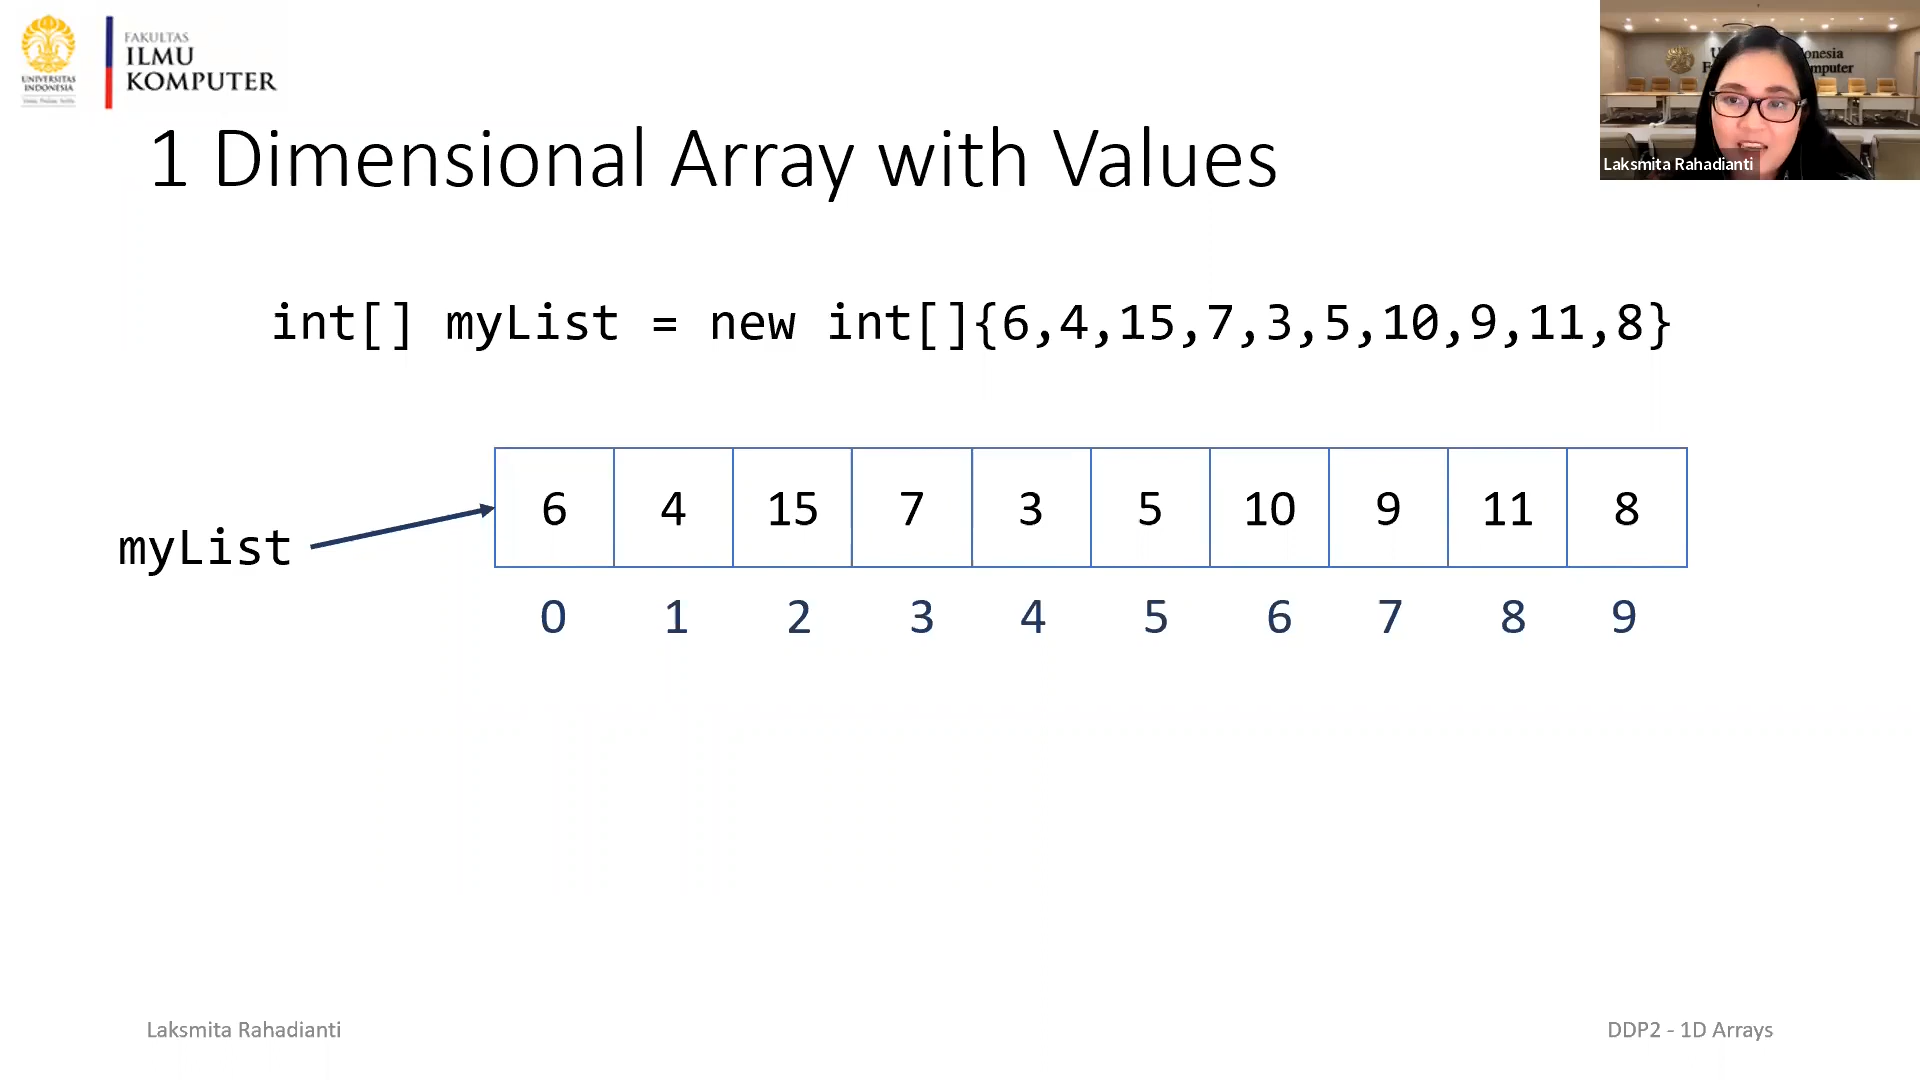 UNIVERSITAS
INDONESIA
FAKULTAS
ILMU
KOMPUTER
1 Dimensional Array with Values
Laksmita Rahadianti
int[] myList = new int[]{6,4,15,7,3,5,10,9,11,8}
myList
6 4 15 7 3 5 10 9 11 8
0 1 2 3 4 5 6 7 8 9
Laksmita Rahadianti
DDP2 - 1D Arrays